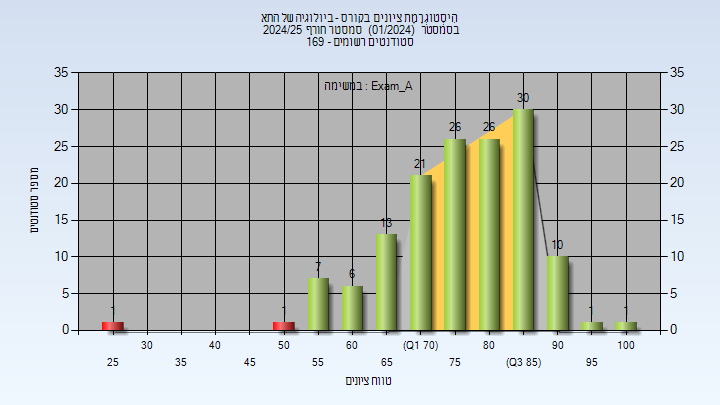 היסטוגרמת ציונים בקורס - ביולוגיה של התא
בסמסטר (01/2024) סמסטר חורף 2024/25
סטודנטים רשומים - 169
במשימה : Exam_A
35 35
30 30
25 25
20 20
15 15
10 10
5 5
0 0
1 1 7 6 13 21 26 26 30 10 1 1
מספר סטודנטים
30 40 50 60 (Q1 70) 80 90 100
25 35 45 55 65 75 (Q3 85) 95
טווח ציונים